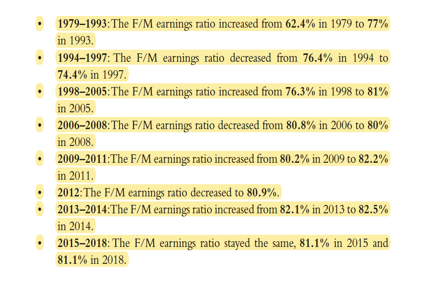 • 1979–1993: The F/M earnings ratio increased from 62.4% in 1979 to 77%
in 1993.
• 1994–1997: The F/M earnings ratio decreased from 76.4% in 1994 to
74.4% in 1997.
• 1998–2005: The F/M earnings ratio increased from 76.3% in 1998 to 81%
in 2005.
• 2006–2008: The F/M earnings ratio decreased from 80.8% in 2006 to 80%
in 2008.
• 2009–2011: The F/M earnings ratio increased from 80.2% in 2009 to 82.2%
in 2011.
• 2012: The F/M earnings ratio decreased to 80.9%.
• 2013–2014: The F/M earnings ratio increased from 82.1% in 2013 to 82.5%
in 2014.
• 2015–2018: The F/M earnings ratio stayed the same, 81.1% in 2015 and
81.1% in 2018.